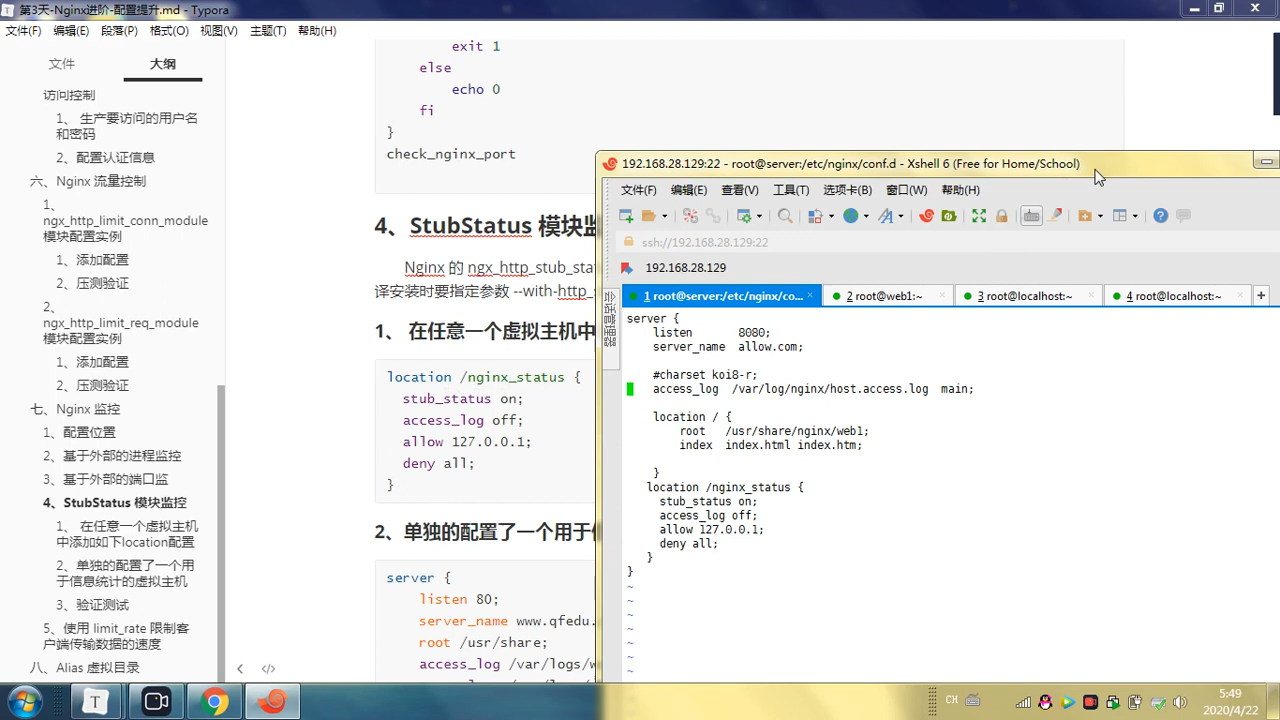 第3天-Nginx进阶-配置提升.md - Typora
文件(F) 编辑(E) 段落(P) 格式(O) 视图(V) 主题(T) 帮助(H)
文件 大纲
访问控制
1、 生产要访问的用户名
和密码
2、配置认证信息
六、Nginx 流量控制
1、
ngx_http_limit_conn_module
模块配置实例
1、添加配置
2、压测验证
2、
ngx_http_limit_req_module
模块配置实例
1、添加配置
2、压测验证
七、Nginx 监控
1、配置位置
2、基于外部的进程监控
3、基于外部的端口监
4、StubStatus 模块监控
1、 在任意一个虚拟主机
中添加如下location配置
2、单独的配置了一个用
于信息统计的虚拟主机
3、验证测试
5、使用 limit_rate 限制客
户端传输数据的速度
八、Alias 虚拟目录
exit 1
else
echo 0
fi
}
check_nginx_port
4、 StubStatus 模块监
Nginx 的 ngx_http_stub_sta
译安装时要指定参数 --with-http_s
1、 在任意一个虚拟主机中
location /nginx_status {
stub_status on;
access_log off;
allow 127.0.0.1;
deny all;
}
2、单独的配置了一个用于
server {
listen 80;
server_name www.qfedu.
root /usr/share;
access_log /var/logs/w
192.168.28.129:22 - root@server:/etc/nginx/conf.d - Xshell 6 (Free for Home/School)
文件(F) 编辑(E) 查看(V) 工具(T) 选项卡(B) 窗口(W) 帮助(H)
ssh://192.168.28.129:22
192.168.28.129
会话管理器
1 root@server:/etc/nginx/co... × 2 root@web1:~ × 3 root@localhost:~ × 4 root@localhost:~ × +
server {
listen 8080;
server_name allow.com;
#charset koi8-r;
access_log /var/log/nginx/host.access.log main;
location / {
root /usr/share/nginx/web1;
index index.html index.htm;
}
location /nginx_status {
stub_status on;
access_log off;
allow 127.0.0.1;
deny all;
}
}
~
~
~
~
~
~
~
CH
5:49
2020/4/22